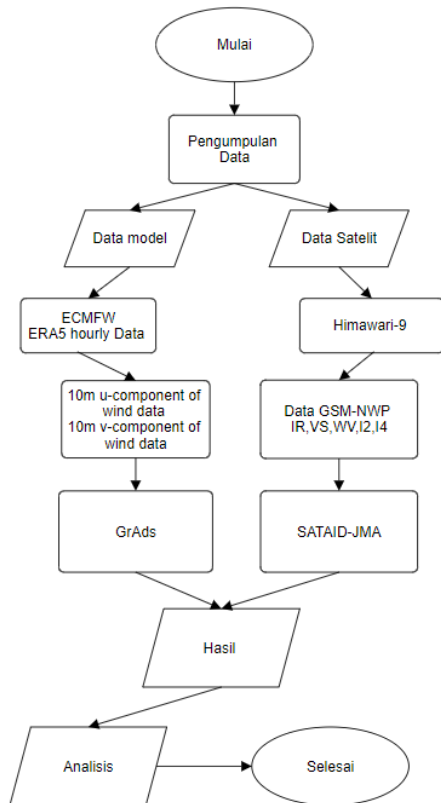 Mulai
Pengumpulan
Data
Data model
Data Satelit
ECMFW
ERA5 hourly Data
Himawari-9
10m u-component of
wind data
10m v-component of
wind data
Data GSM-NWP
IR,VS,WV,I2,I4
GrAds
SATAID-JMA
Hasil
Analisis
Selesai